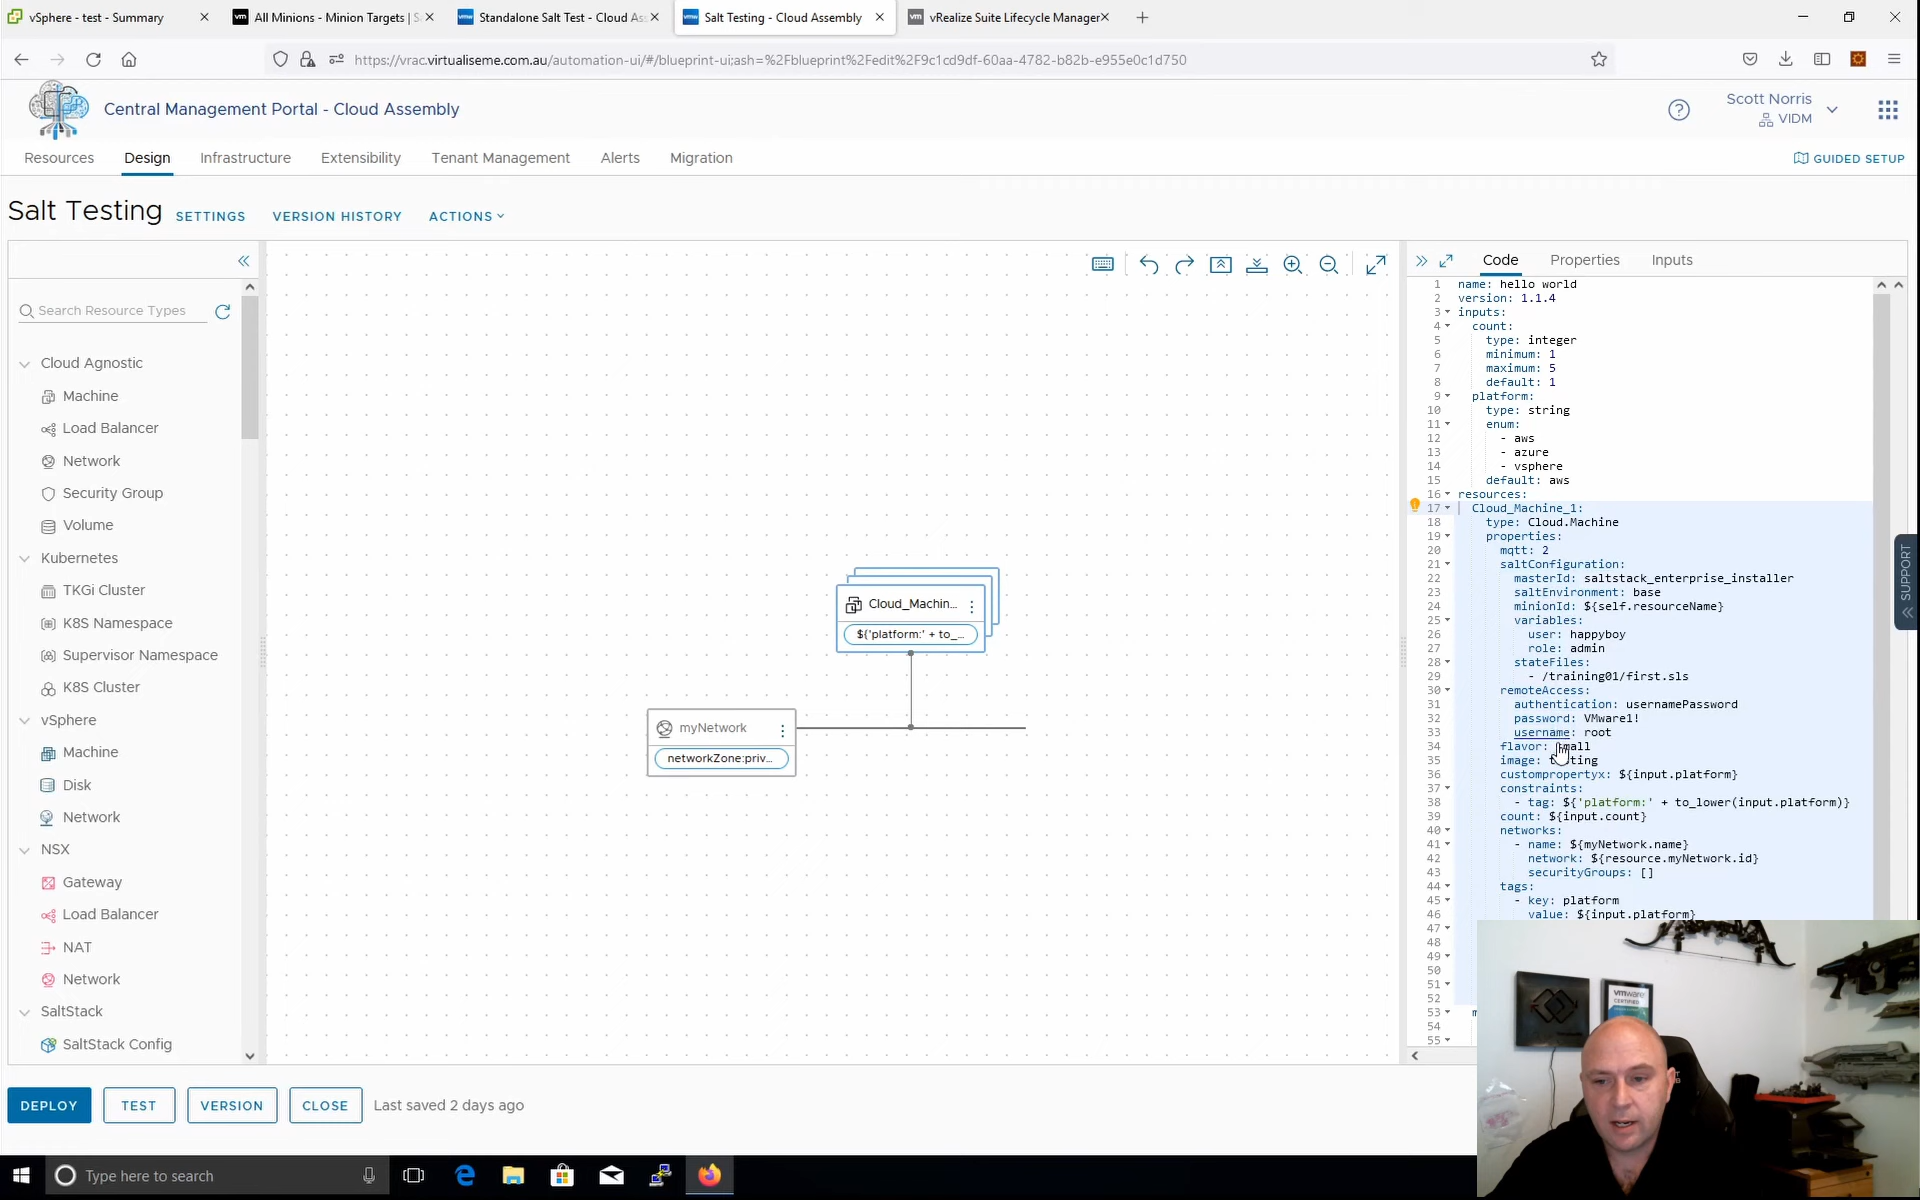 vSphere - test - Summary
All Minions - Minion Targets | S
Standalone Salt Test - Cloud As
Salt Testing - Cloud Assembly
vRealize Suite Lifecycle Manager
https://vrac.virtualiseme.com.au/automation-ui/#/blueprint-ui;ash=%2Fblueprint%2Fedit%2F9c1cd9df-60aa-4782-b82b-e955e0c1d750
Central Management Portal - Cloud Assembly
Scott Norris
VIDM
Resources
Design
Infrastructure
Extensibility
Tenant Management
Alerts
Migration
GUIDED SETUP
Salt Testing
SETTINGS
VERSION HISTORY
ACTIONS
Search Resource Types
Cloud Agnostic
Machine
Load Balancer
Network
Security Group
Volume
Kubernetes
TKGi Cluster
K8S Namespace
Supervisor Namespace
K8S Cluster
vSphere
Machine
Disk
Network
NSX
Gateway
Load Balancer
NAT
Network
SaltStack
SaltStack Config
Cloud_Machin...
${'platform:' + to_...
myNetwork
networkZone:priv...
Code
Properties
Inputs
1 name: hello world
2 version: 1.1.4
3 inputs:
4 count:
5 type: integer
6 minimum: 1
7 maximum: 5
8 default: 1
9 platform:
10 type: string
11 enum:
12 - aws
13 - azure
14 - vsphere
15 default: aws
16 resources:
17 Cloud_Machine_1:
18 type: Cloud.Machine
19 properties:
20 mqtt: 2
21 saltConfiguration:
22 masterId: saltstack_enterprise_installer
23 saltEnvironment: base
24 minionId: ${self.resourceName}
25 variables:
26 user: happyboy
27 role: admin
28 stateFiles:
29 - /training01/first.sls
30 remoteAccess:
31 authentication: usernamePassword
32 password: VMware1!
33 username: root
34 flavor: small
35 image:
36 custompropertyx: ${input.platform}
37 constraints:
38 - tag: ${'platform:' + to_lower(input.platform)}
39 count: ${input.count}
40 networks:
41 - name: ${myNetwork.name}
42 network: ${resource.myNetwork.id}
43 securityGroups: []
44 tags:
45 - key: platform
46 value: ${input.platform}
47
48
49
50
51
52
53
54
55
SUPPORT
DEPLOY
TEST
VERSION
CLOSE
Last saved 2 days ago
vmware
CERTIFIED
Type here to search